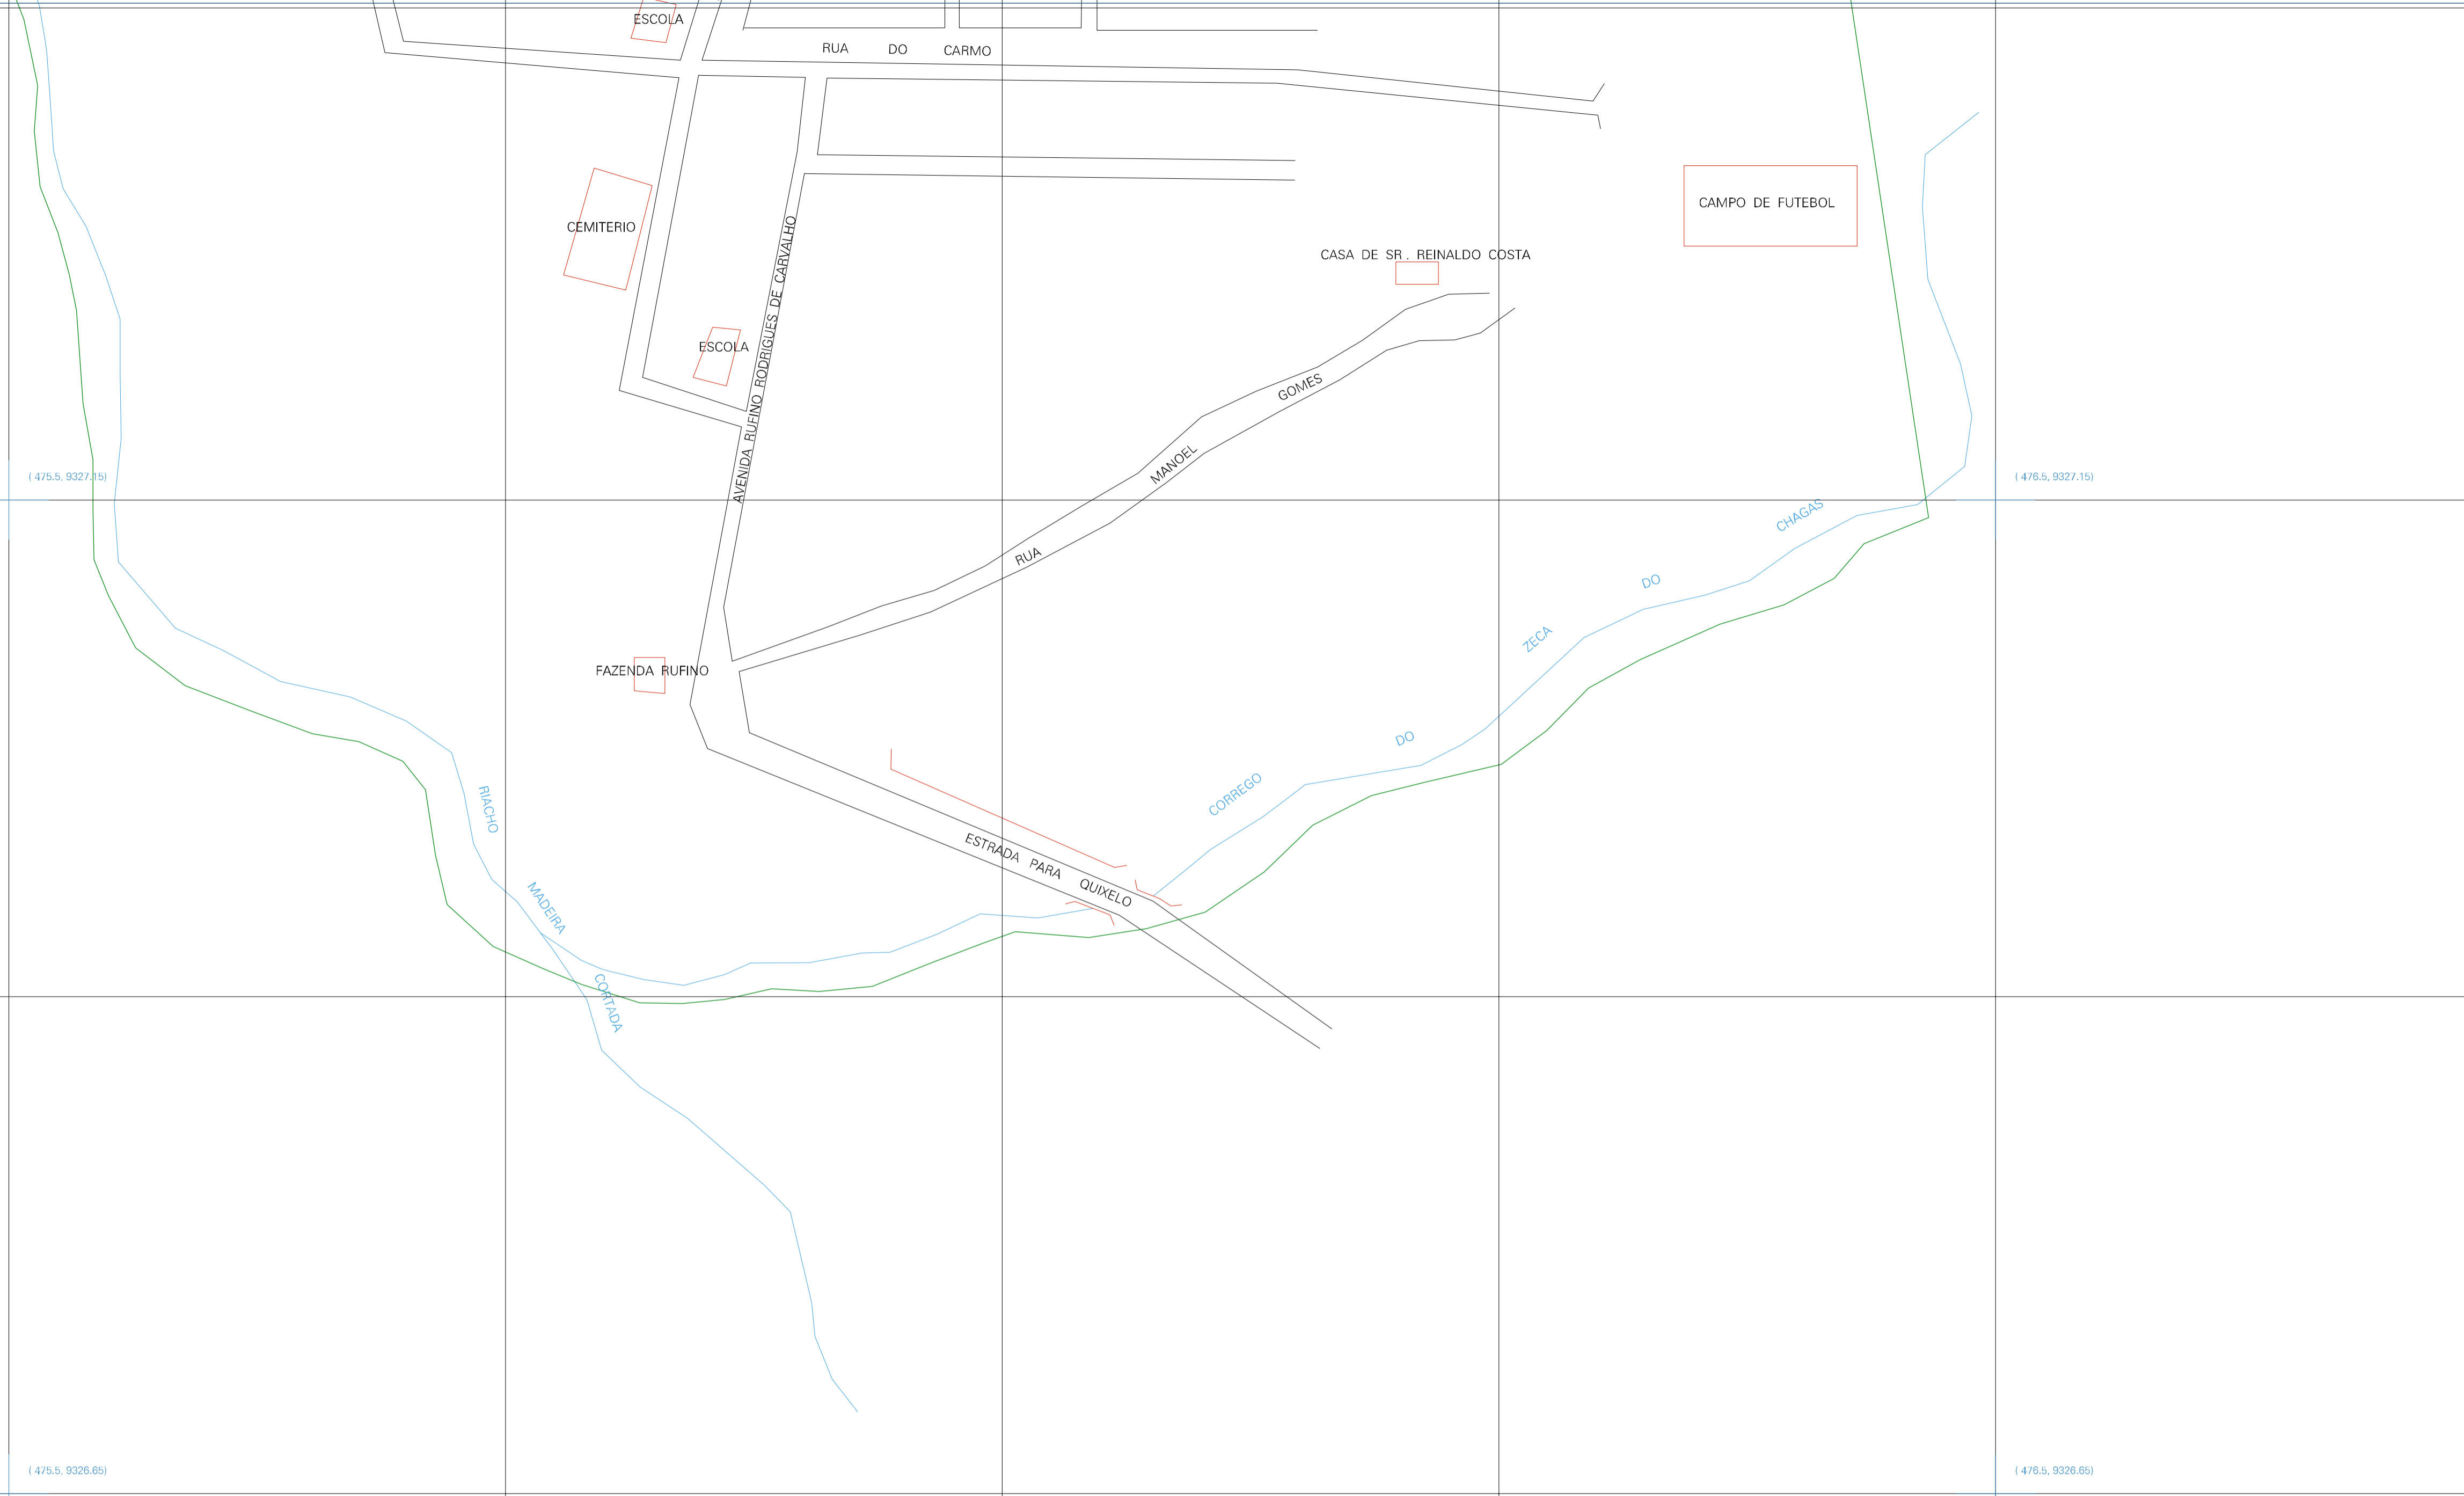 ESCOLA
RUA DO CARMO
CAMPO DE FUTEBOL
CEMITERIO
CASA DE SR. REINALDO COSTA
AVENIDA RUFINO RODRIGUES DE CARVALHO
ESCOLA
RUA MANOEL GOMES
( 475.5, 9327.15)
( 476.5, 9327.15)
FAZENDA RUFINO
CORREGO DO ZECA DO CHAGAS
RIACHO MADEIRA CORTADA
ESTRADA PARA QUIXELO
( 475.5, 9326.65)
( 476.5, 9326.65)